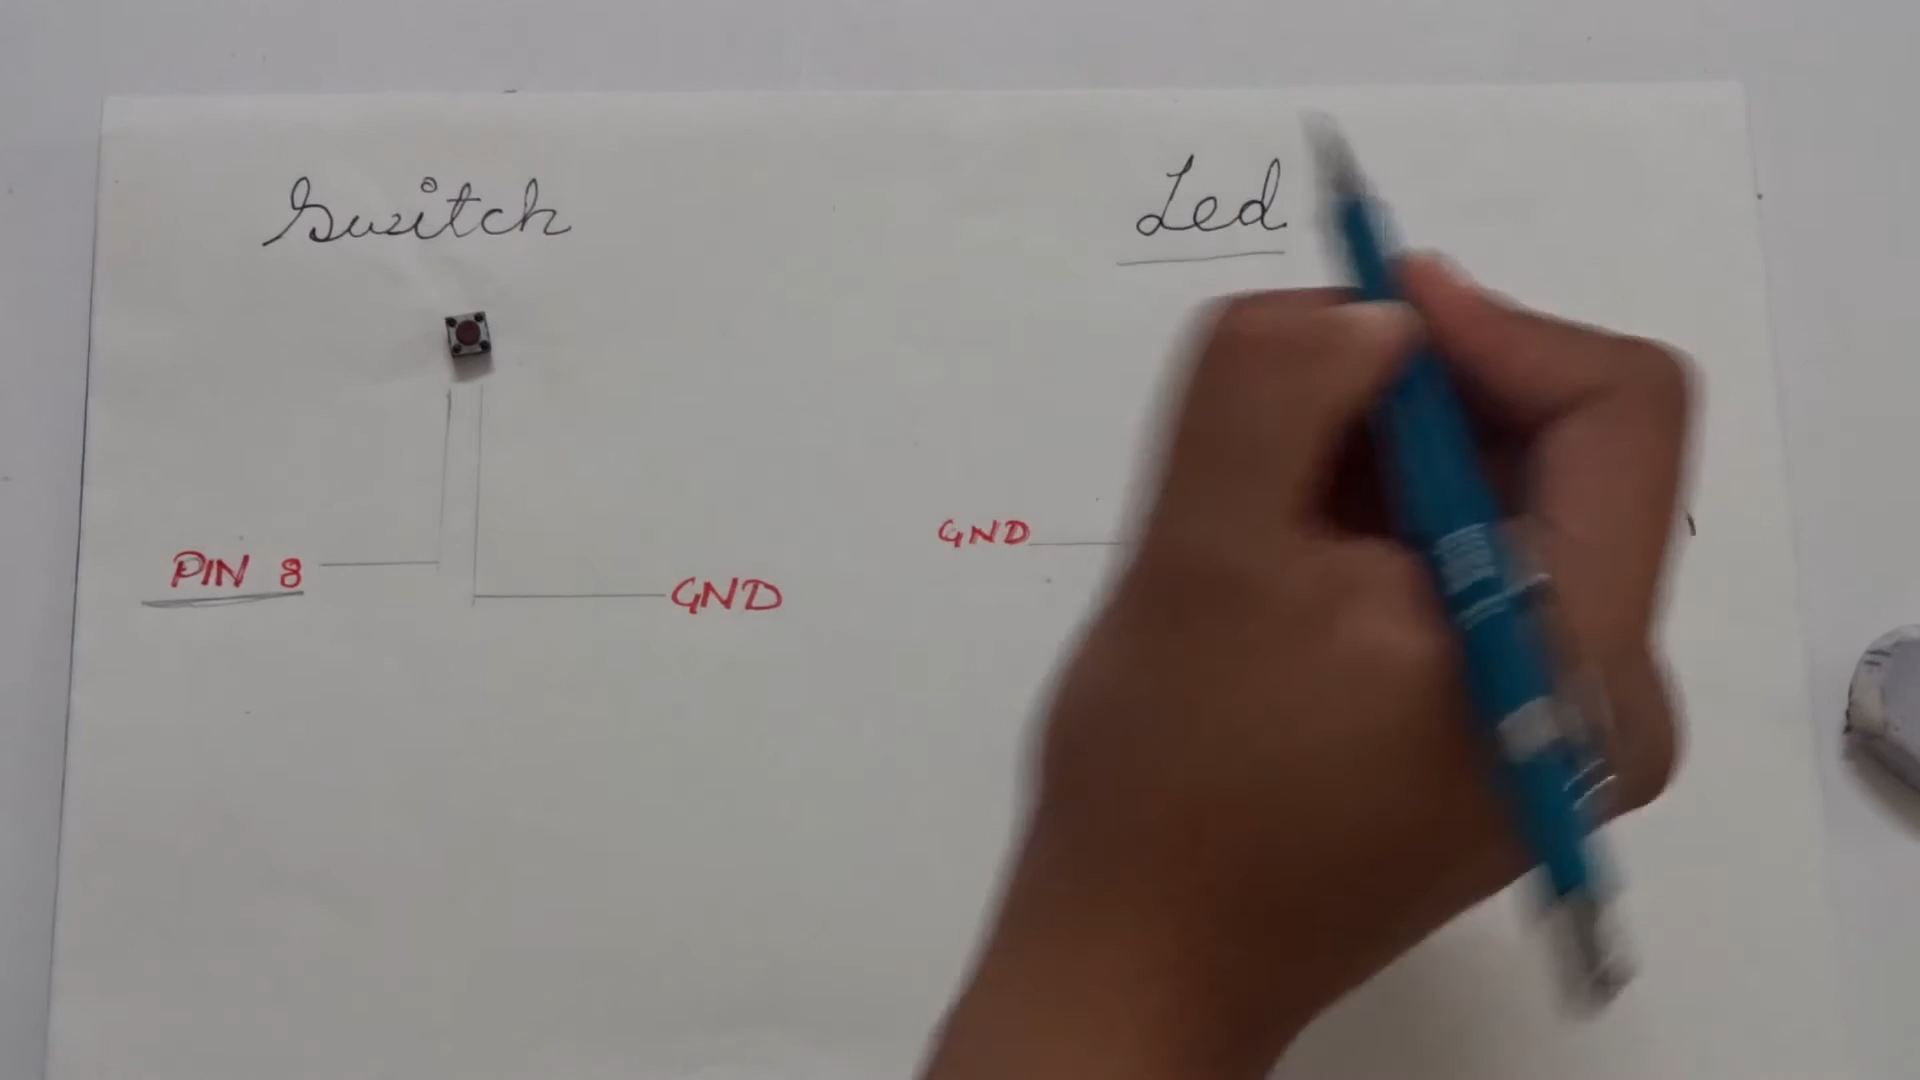 Switch
Led
PIN 8
GND
GND